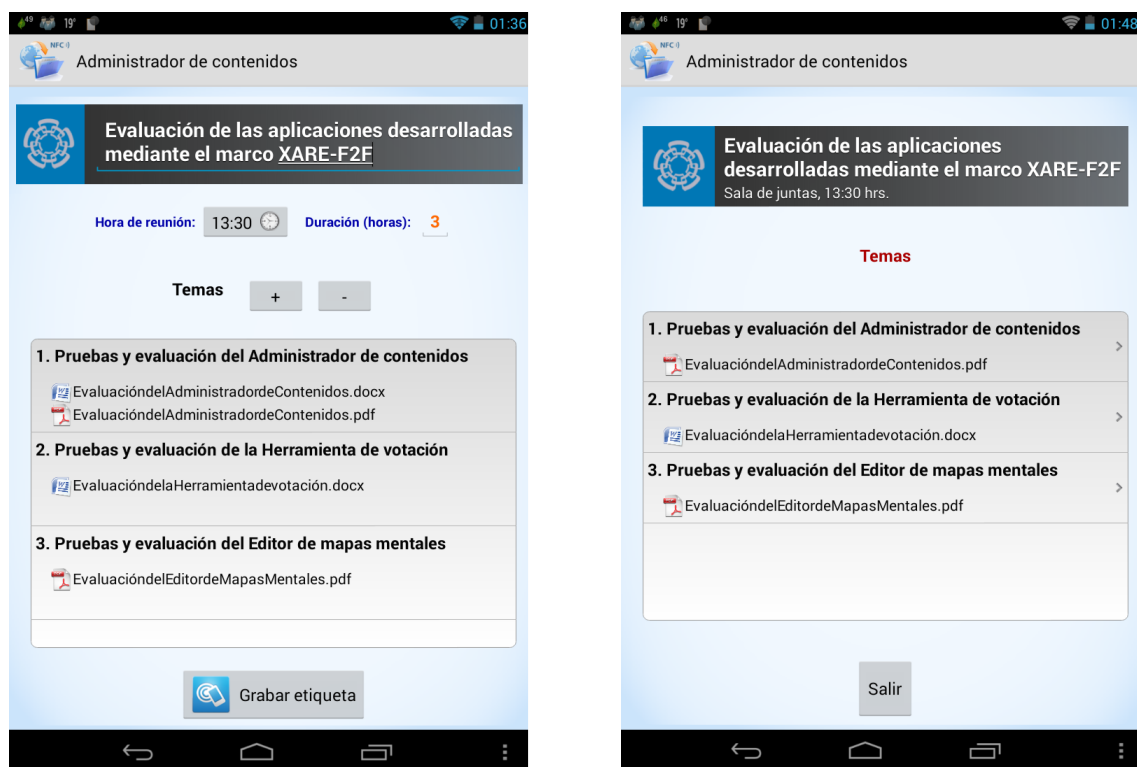 49 19° 01:36
NFC
Administrador de contenidos
Evaluación de las aplicaciones desarrolladas
mediante el marco XARE-F2F
Hora de reunión: 13:30 Duración (horas): 3
Temas + -
1. Pruebas y evaluación del Administrador de contenidos
EvaluacióndelAdministradordeContenidos.docx
EvaluacióndelAdministradordeContenidos.pdf
2. Pruebas y evaluación de la Herramienta de votación
EvaluacióndelaHerramientadevotación.docx
3. Pruebas y evaluación del Editor de mapas mentales
EvaluacióndelEditordeMapasMentales.pdf
Grabar etiqueta
46 19° 01:48
NFC
Administrador de contenidos
Evaluación de las aplicaciones
desarrolladas mediante el marco XARE-F2F
Sala de juntas, 13:30 hrs.
Temas
1. Pruebas y evaluación del Administrador de contenidos
EvaluacióndelAdministradordeContenidos.pdf
2. Pruebas y evaluación de la Herramienta de votación
EvaluacióndelaHerramientadevotación.docx
3. Pruebas y evaluación del Editor de mapas mentales
EvaluacióndelEditordeMapasMentales.pdf
Salir